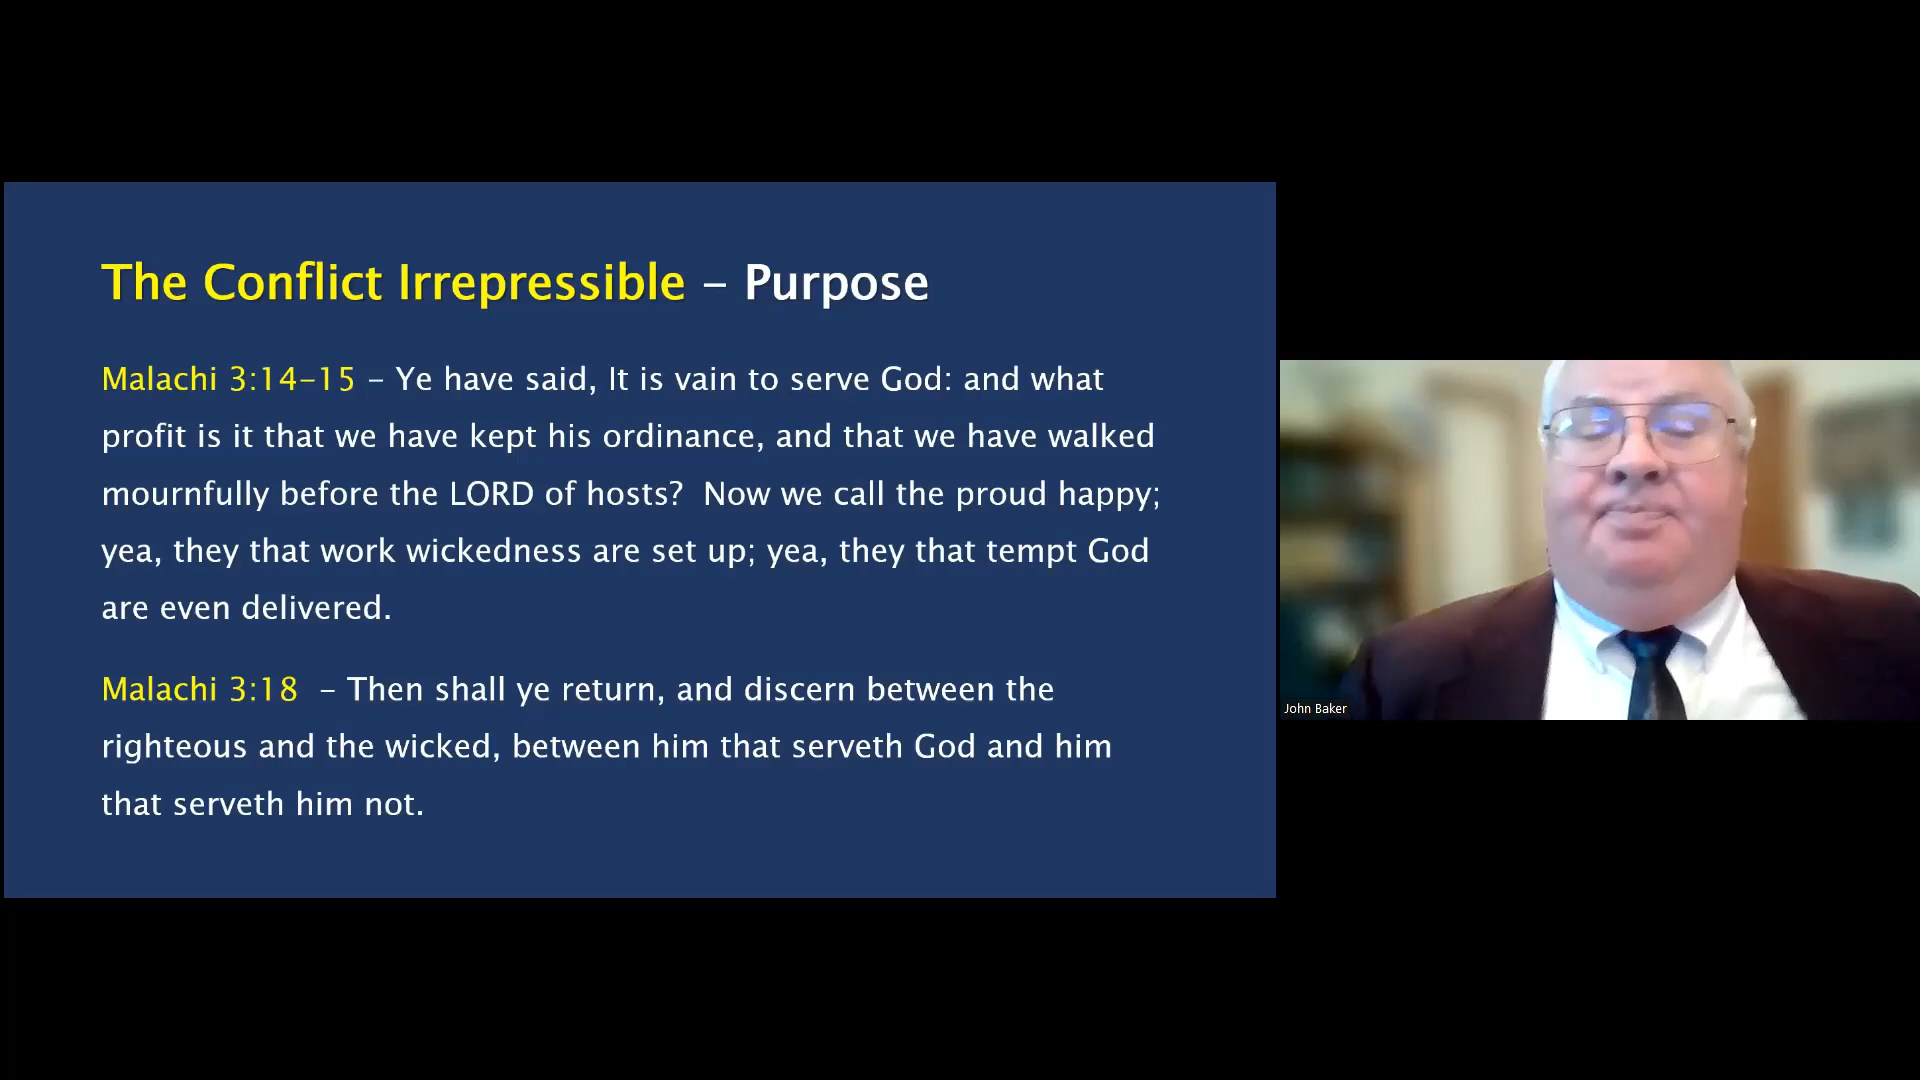 The Conflict Irrepressible – Purpose
Malachi 3:14–15 – Ye have said, It is vain to serve God: and what
profit is it that we have kept his ordinance, and that we have walked
mournfully before the LORD of hosts?  Now we call the proud happy;
yea, they that work wickedness are set up; yea, they that tempt God
are even delivered.
Malachi 3:18  – Then shall ye return, and discern between the
righteous and the wicked, between him that serveth God and him
that serveth him not.
John Baker